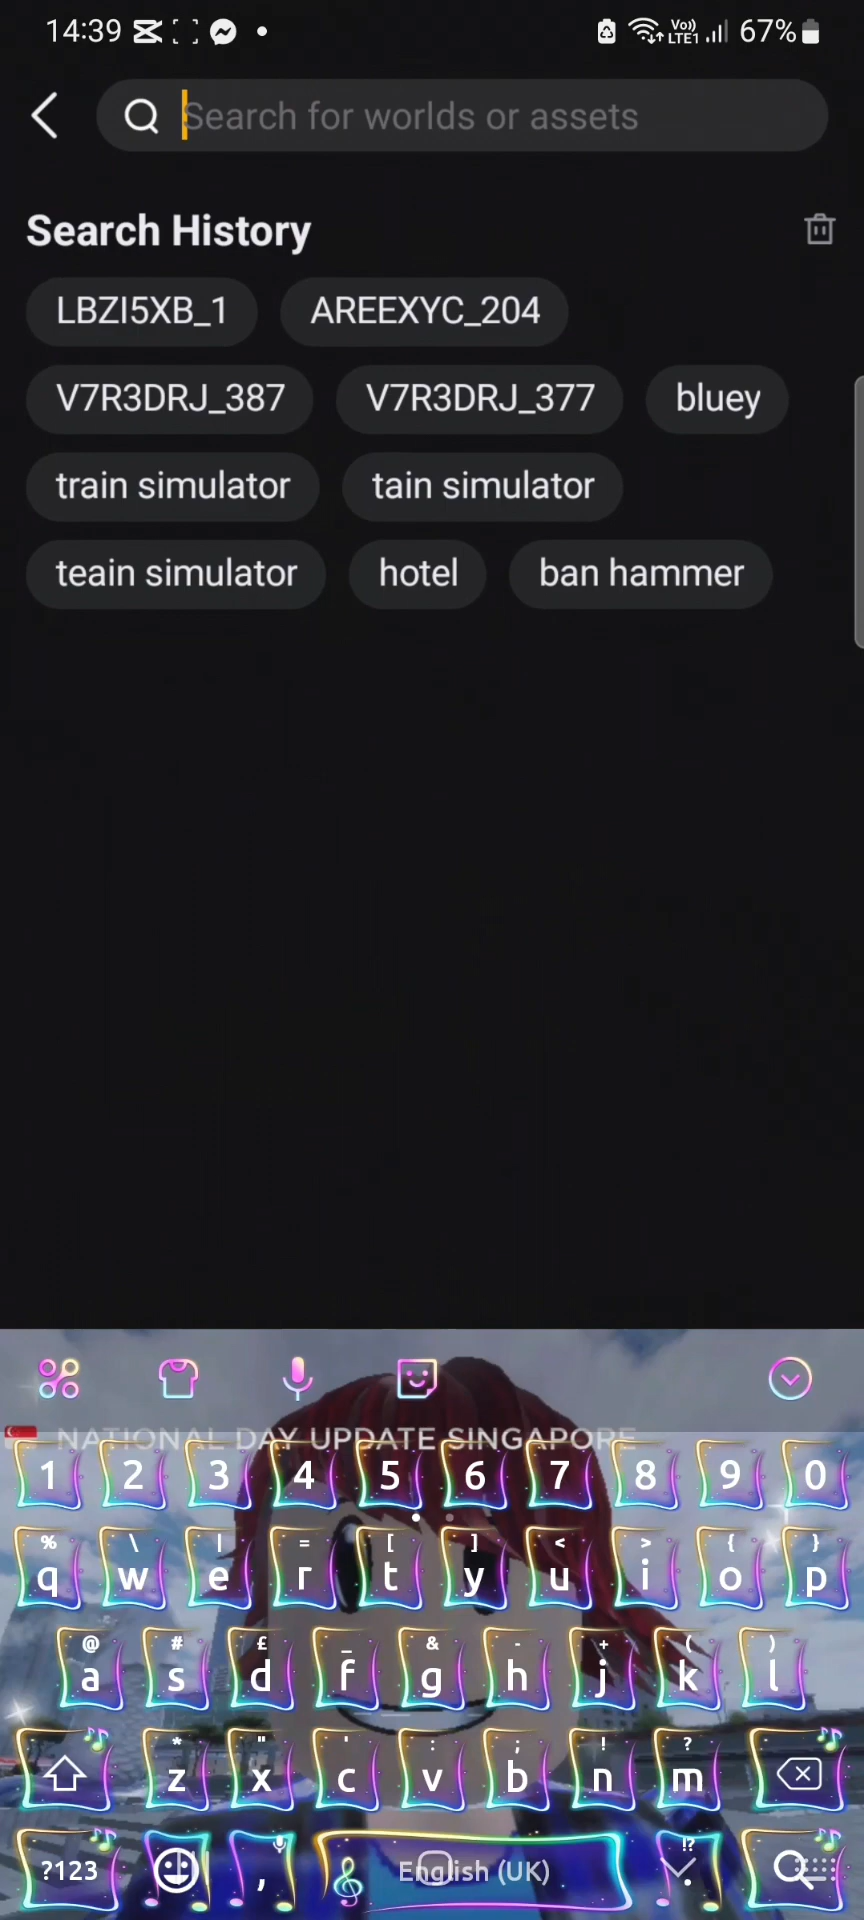 14:39 Vo)) LTE1 67%
Search for worlds or assets
Search History
LBZI5XB_1 AREEXYC_204
V7R3DRJ_387 V7R3DRJ_377 bluey
train simulator tain simulator
teain simulator hotel ban hammer
NATIONAL DAY UPDATE SINGAPORE
1 2 3 4 5 6 7 8 9 0
% \ | = [ ] < > { }
q w e r t y u i o p
@ # £ _ & - + ( )
a s d f g h j k l
* " ' : ; ! ?
z x c v b n m
!?
?123 , English (UK) .